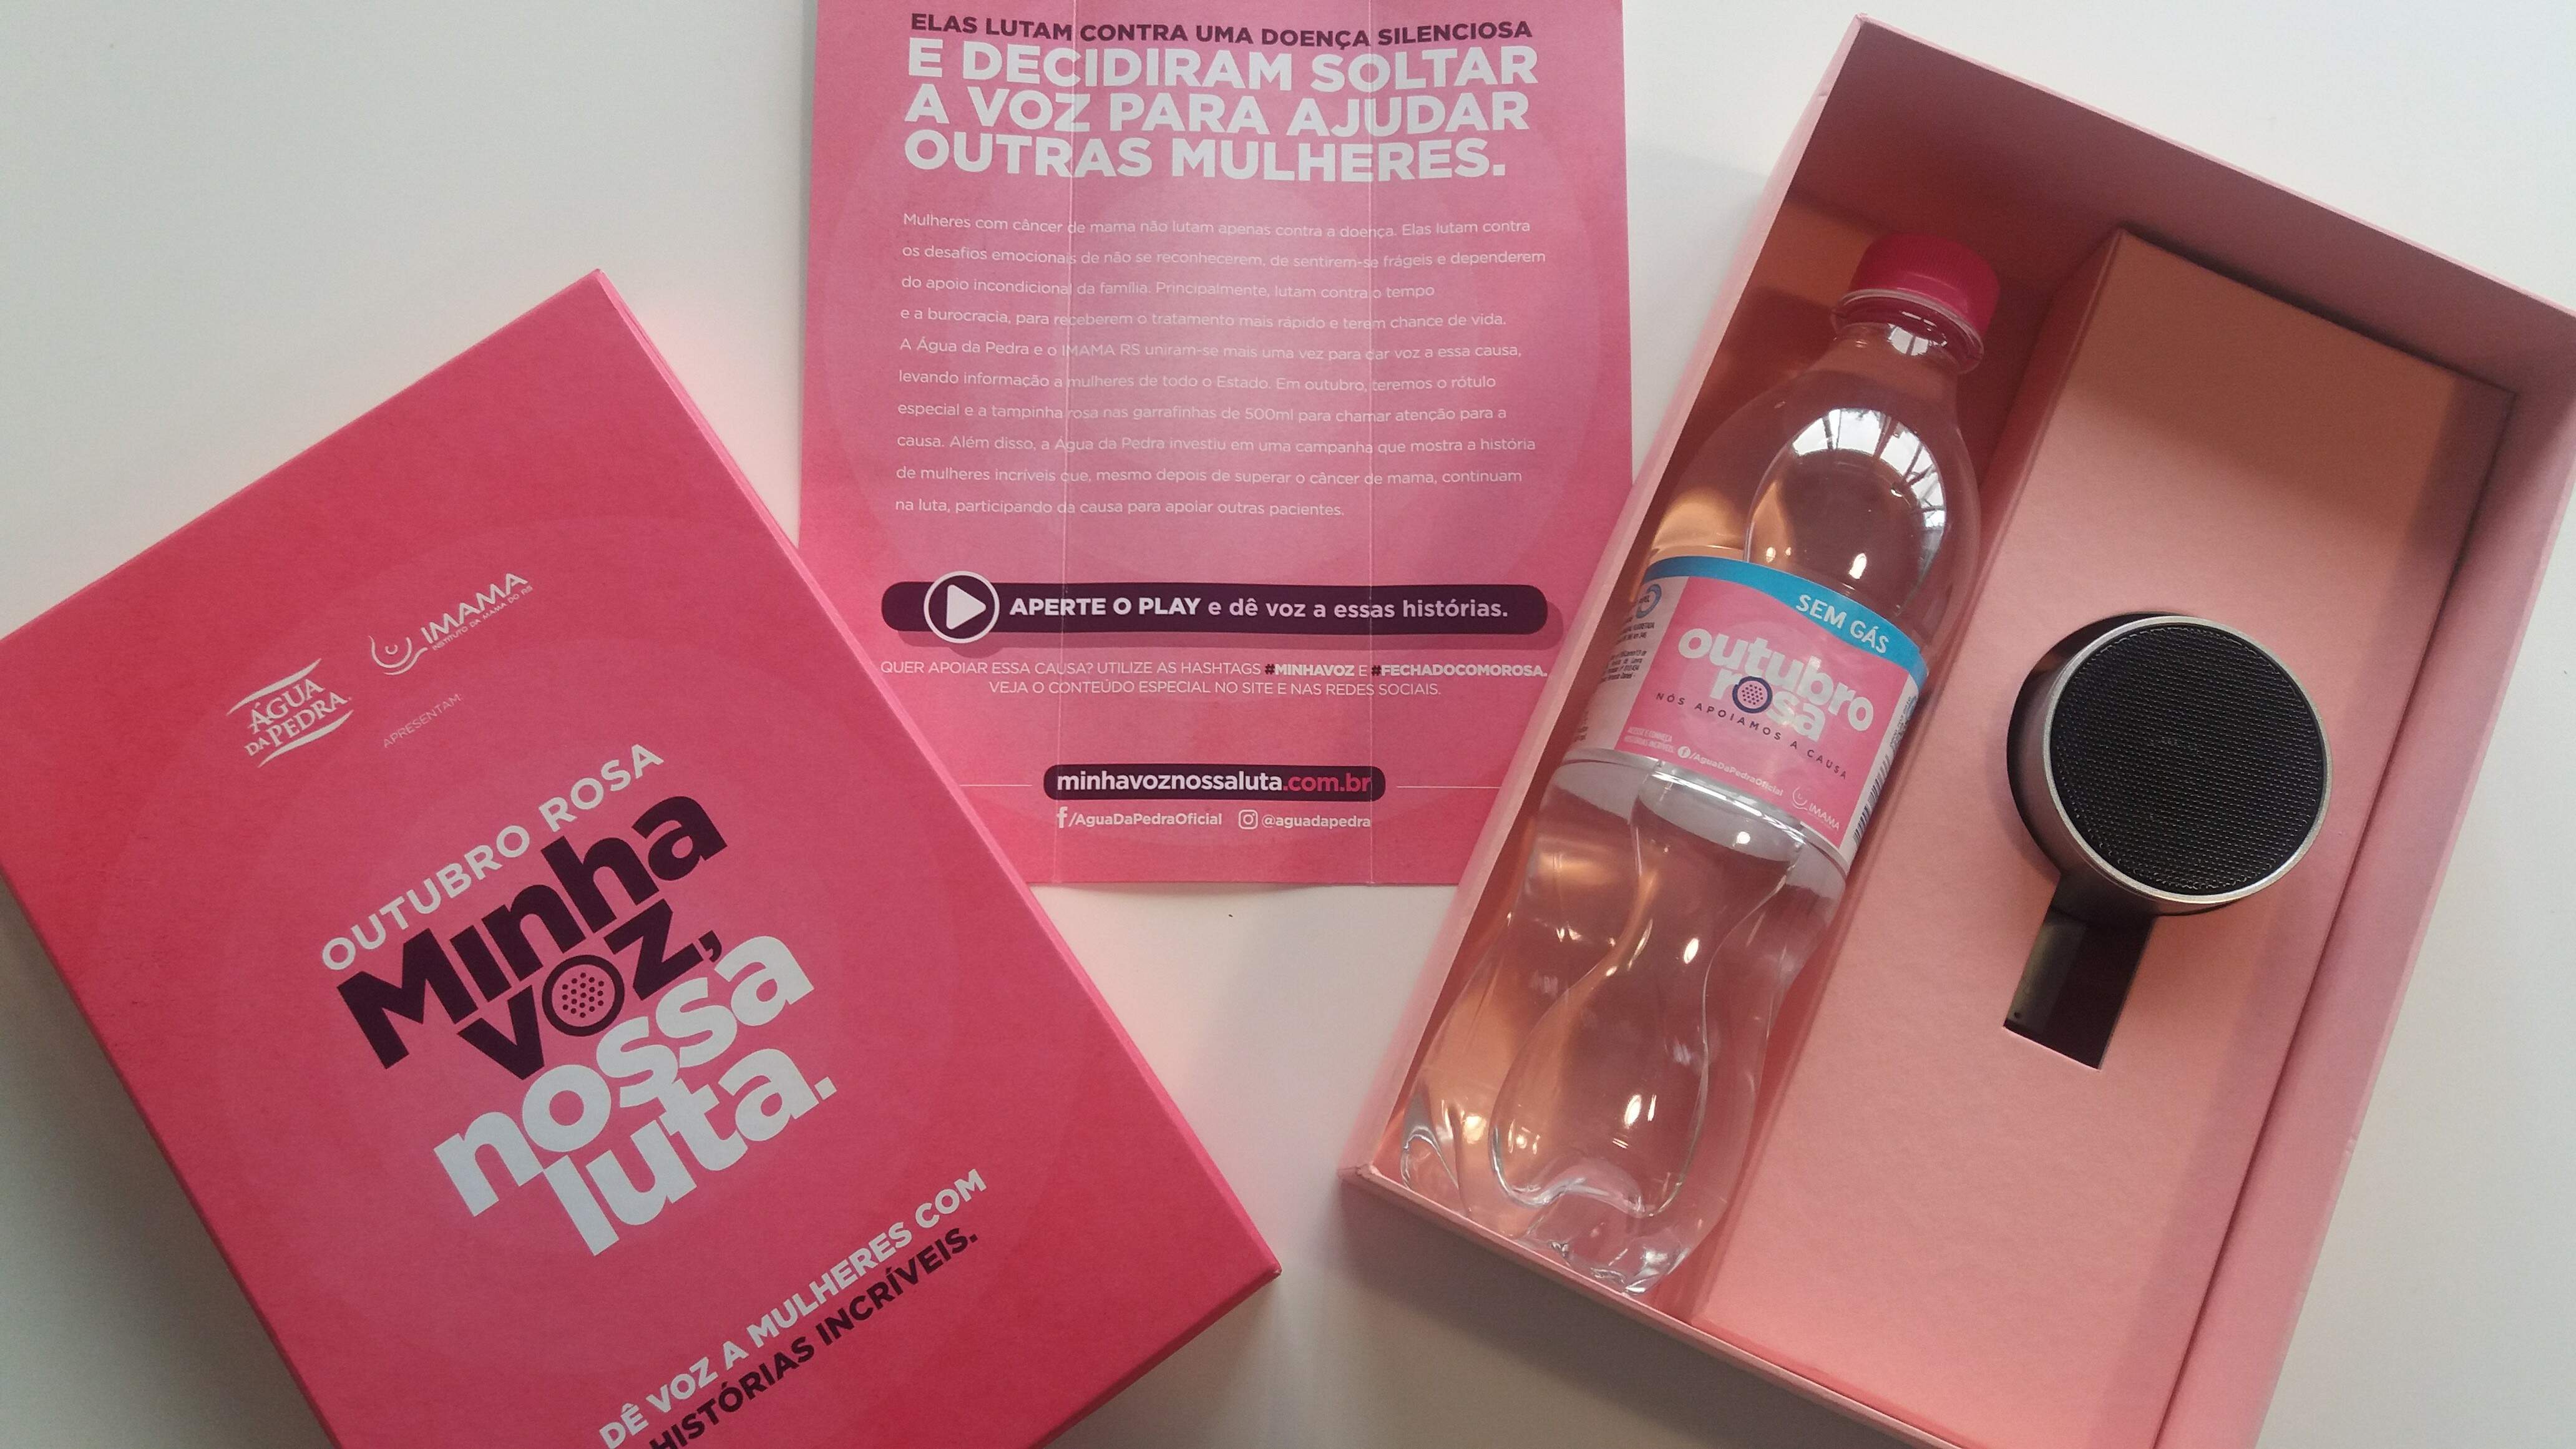 ÁGUA
DA PEDRA
IMAMA
INSTITUTO DA MAMA DO RS
APRESENTAM
OUTUBRO ROSA
Minha
voz,
nossa
luta.
DÊ VOZ A MULHERES COM
HISTÓRIAS INCRÍVEIS.
ELAS LUTAM CONTRA UMA DOENÇA SILENCIOSA
E DECIDIRAM SOLTAR
A VOZ PARA AJUDAR
OUTRAS MULHERES.
Mulheres com câncer de mama não lutam apenas contra a doença. Elas lutam contra
os desafios emocionais de não se reconhecerem, de sentirem-se frágeis e dependerem
do apoio incondicional da família. Principalmente, lutam contra o tempo
e a burocracia, para receberem o tratamento mais rápido e terem chance de vida.
A Água da Pedra e o IMAMA RS uniram-se mais uma vez para dar voz a essa causa,
levando informação a mulheres de todo o Estado. Em outubro, teremos o rótulo
especial e a tampinha rosa nas garrafinhas de 500ml para chamar atenção para a
causa. Além disso, a Água da Pedra investiu em uma campanha que mostra a história
de mulheres incríveis que, mesmo depois de superar o câncer de mama, continuam
na luta, participando da causa para apoiar outras pacientes.
APERTE O PLAY e dê voz a essas histórias.
QUER APOIAR ESSA CAUSA? UTILIZE AS HASHTAGS #MINHAVOZ E #FECHADOCOMOROSA.
VEJA O CONTEÚDO ESPECIAL NO SITE E NAS REDES SOCIAIS.
minhavoznossaluta.com.br
f/AguaDaPedraOficial @aguadapedra
SEM GÁS
outubro
rosa
NÓS APOIAMOS A CAUSA
ACESSE E CONHEÇA
HISTÓRIAS INCRÍVEIS
f/AguaDaPedraOficial
IMAMA